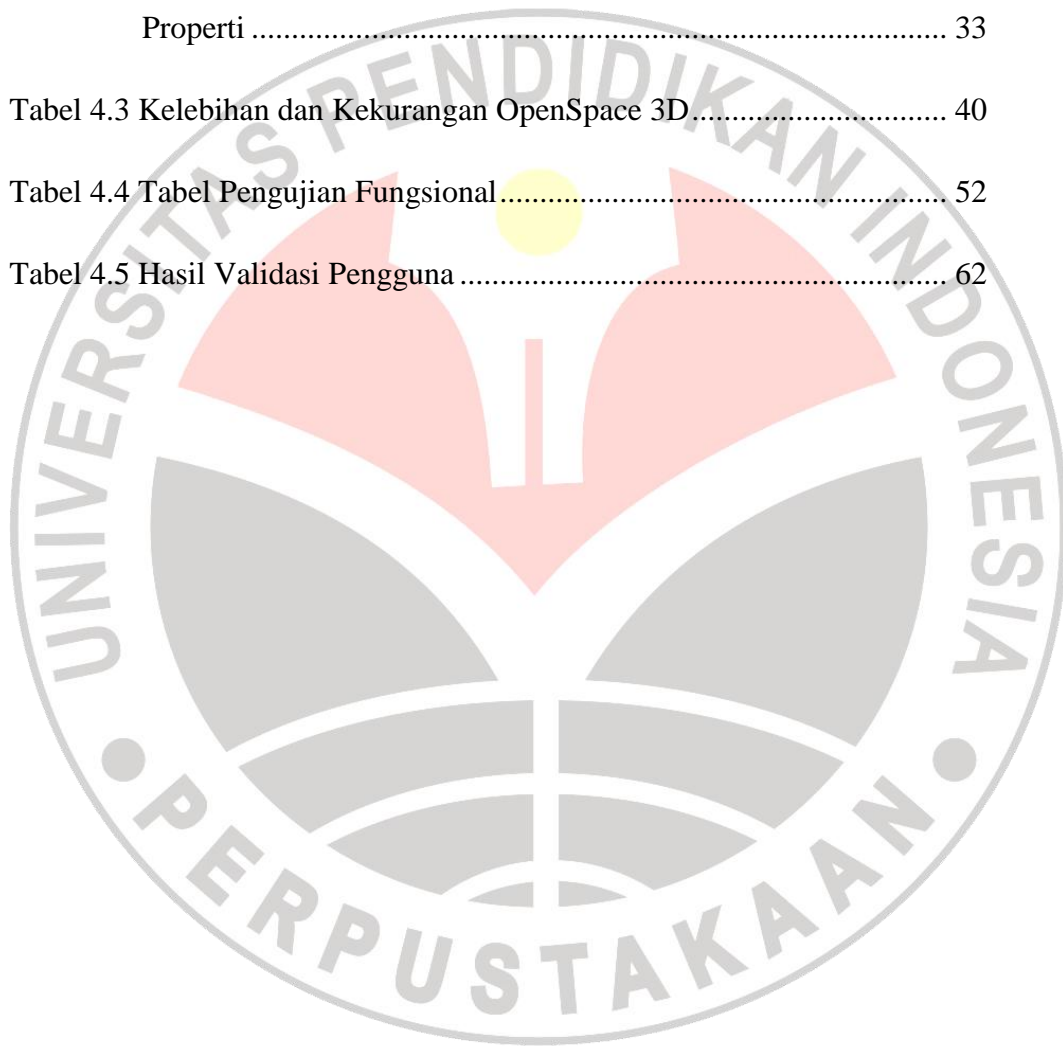 Properti ........................................................................ 33
Tabel 4.3 Kelebihan dan Kekurangan OpenSpace 3D ........................... 40
Tabel 4.4 Tabel Pengujian Fungsional ............................................... 52
Tabel 4.5 Hasil Validasi Pengguna ................................................... 62
UNIVERSITAS PENDIDIKAN INDONESIA
PERPUSTAKAAN